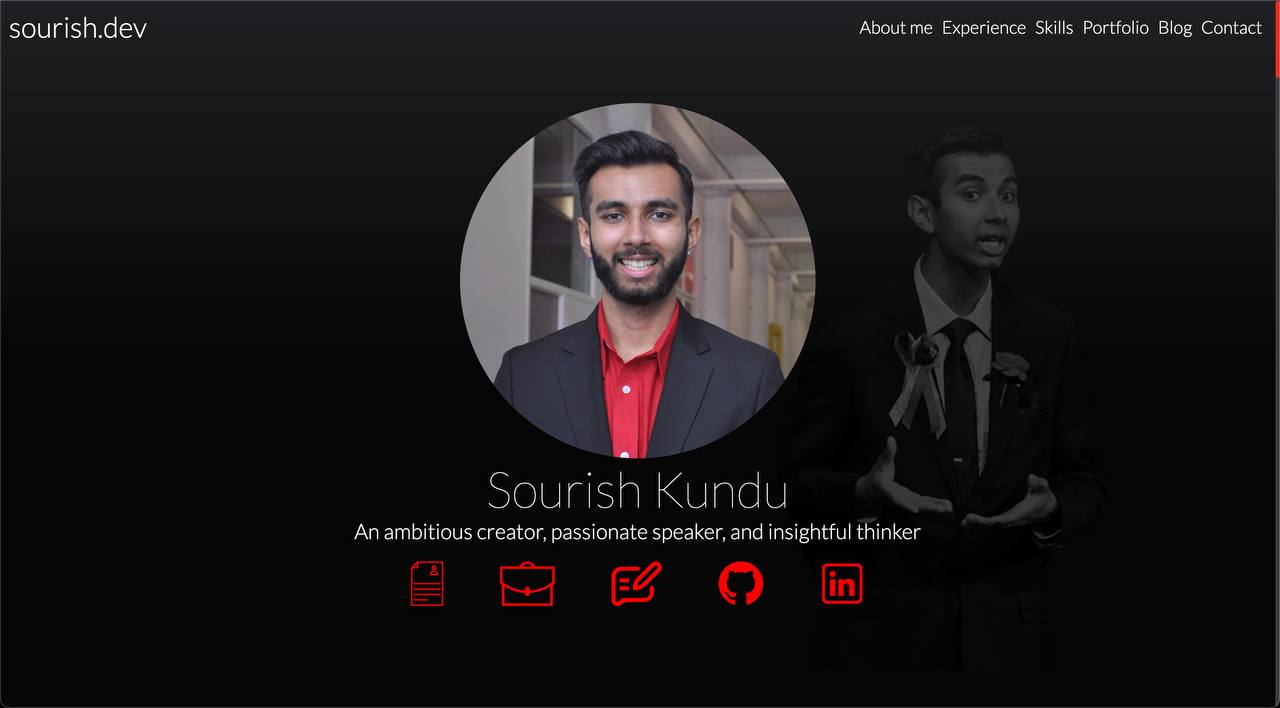 sourish.dev
About me Experience Skills Portfolio Blog Contact
Sourish Kundu
An ambitious creator, passionate speaker, and insightful thinker
in